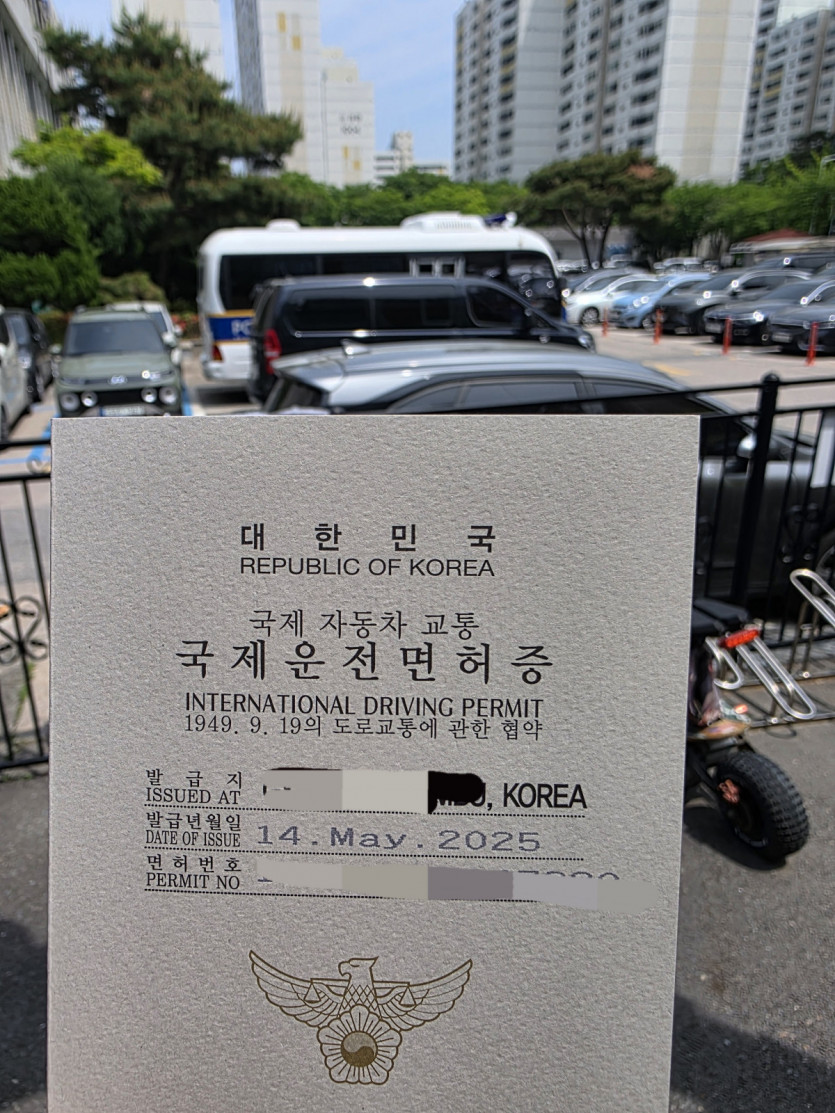 대 한 민 국
REPUBLIC OF KOREA
국제 자동차 교통
국제운전면허증
INTERNATIONAL DRIVING PERMIT
1949. 9. 19의 도로교통에 관한 협약
발 급 지
ISSUED AT , KOREA
발급년월일
DATE OF ISSUE 14.May.2025
면 허 번 호
PERMIT NO